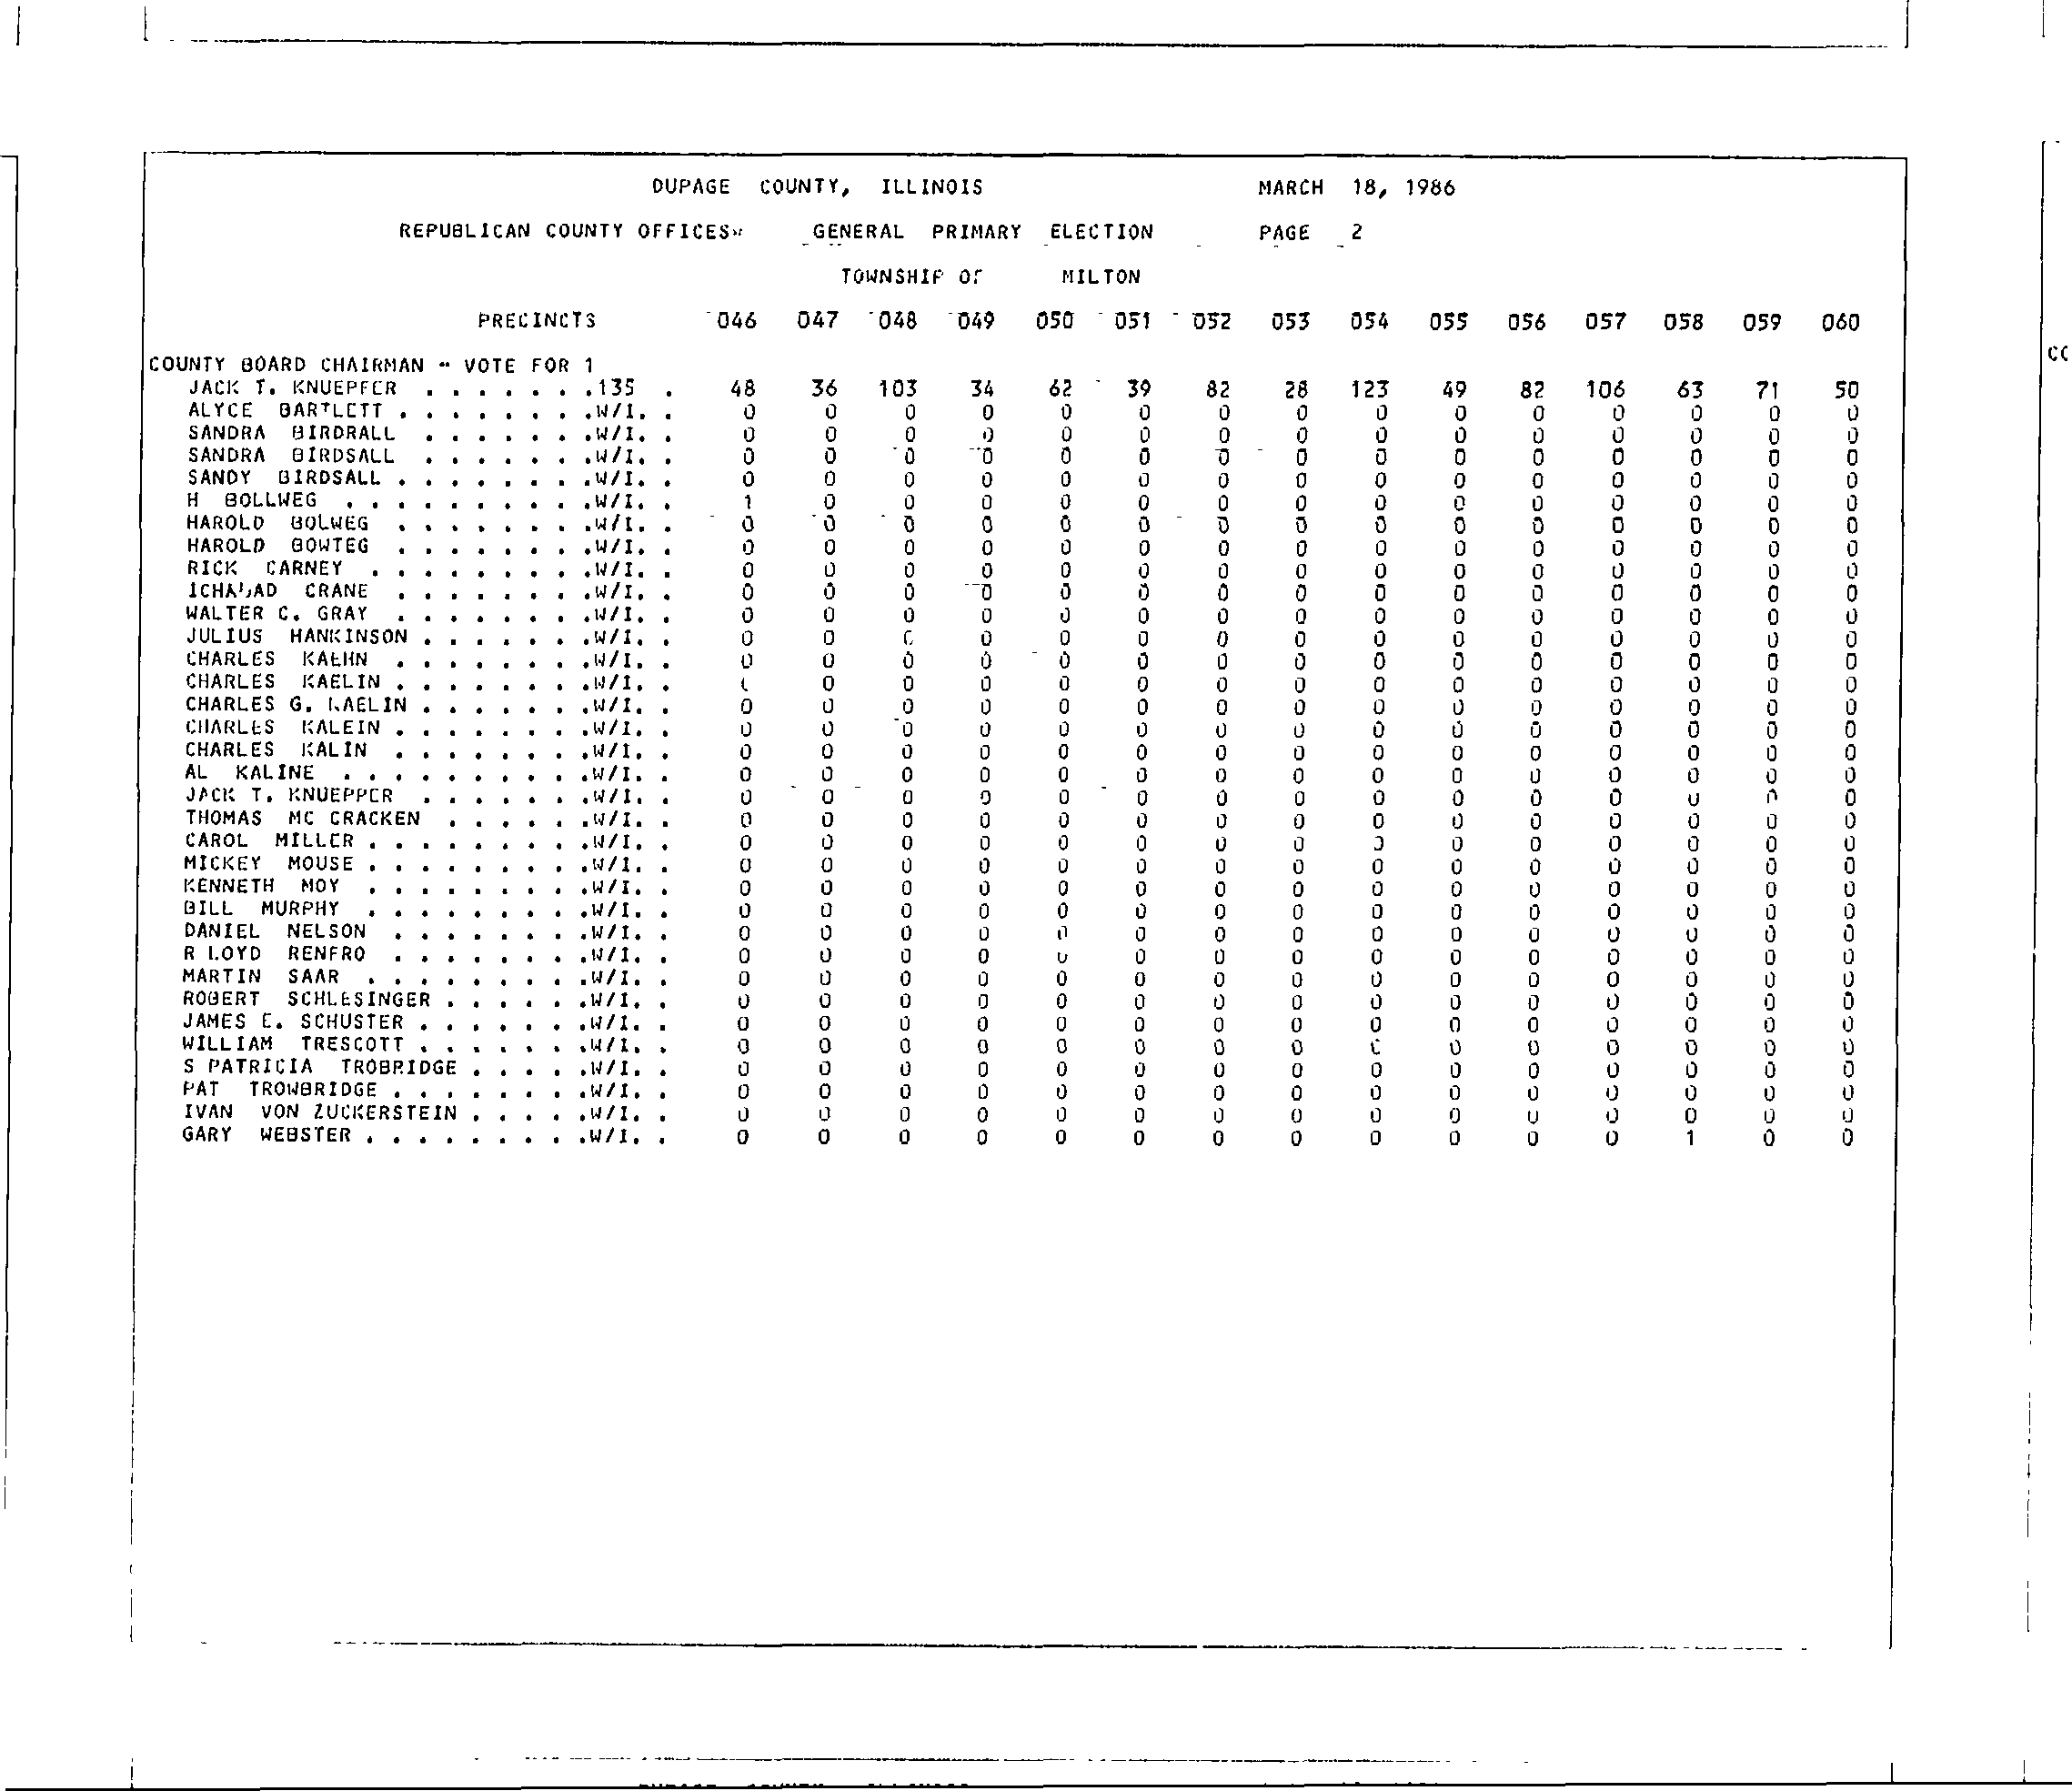 DUPAGE COUNTY, ILLINOIS MARCH 18, 1986
REPUBLICAN COUNTY OFFICES GENERAL PRIMARY ELECTION PAGE 2
TOWNSHIP OF MILTON
PRECINCTS 046 047 048 049 050 051 052 053 054 055 056 057 058 059 060
COUNTY BOARD CHAIRMAN - VOTE FOR 1
JACK T. KNUEPFER . . . . . . .135 . 48 36 103 34 62 39 82 28 123 49 82 106 63 71 50
ALYCE BARTLETT . . . . . . . .W/I. . 0 0 0 0 0 0 0 0 0 0 0 0 0 0 0
SANDRA BIRDRALL . . . . . . .W/I. . 0 0 0 0 0 0 0 0 0 0 0 0 0 0 0
SANDRA BIRDSALL . . . . . . .W/I. . 0 0 0 0 0 0 0 0 0 0 0 0 0 0 0
SANDY BIRDSALL . . . . . . . .W/I. . 0 0 0 0 0 0 0 0 0 0 0 0 0 0 0
H BOLLWEG . . . . . . . . . .W/I. . 1 0 0 0 0 0 0 0 0 0 0 0 0 0 0
HAROLD BOLWEG . . . . . . . .W/I. . 0 0 0 0 0 0 0 0 0 0 0 0 0 0 0
HAROLD BOWTEG . . . . . . . .W/I. . 0 0 0 0 0 0 0 0 0 0 0 0 0 0 0
RICK CARNEY . . . . . . . . .W/I. . 0 0 0 0 0 0 0 0 0 0 0 0 0 0 0
CRANE . . . . . . . .W/I. . 0 0 0 0 0 0 0 0 0 0 0 0 0 0 0
WALTER C. GRAY . . . . . . . .W/I. . 0 0 0 0 0 0 0 0 0 0 0 0 0 0 0
JULIUS HANKINSON . . . . . . .W/I. . 0 0 0 0 0 0 0 0 0 0 0 0 0 0 0
CHARLES KAEHN . . . . . . . .W/I. . 0 0 0 0 0 0 0 0 0 0 0 0 0 0 0
CHARLES KAELIN . . . . . . . .W/I. . 0 0 0 0 0 0 0 0 0 0 0 0 0 0
CHARLES G. KAELIN . . . . . . .W/I. . 0 0 0 0 0 0 0 0 0 0 0 0 0 0 0
CHARLES KALEIN . . . . . . . .W/I. . 0 0 0 0 0 0 0 0 0 0 0 0 0 0 0
CHARLES KALIN . . . . . . . .W/I. . 0 0 0 0 0 0 0 0 0 0 0 0 0 0 0
AL KALINE . . . . . . . . . .W/I. . 0 0 0 0 0 0 0 0 0 0 0 0 0 0 0
JACK T. KNUEPPER . . . . . . .W/I. . 0 0 0 0 0 0 0 0 0 0 0 0 0 0 0
THOMAS MC CRACKEN . . . . . .W/I. . 0 0 0 0 0 0 0 0 0 0 0 0 0 0 0
CAROL MILLER . . . . . . . . .W/I. . 0 0 0 0 0 0 0 0 0 0 0 0 0 0 0
MICKEY MOUSE . . . . . . . . .W/I. . 0 0 0 0 0 0 0 0 0 0 0 0 0 0 0
KENNETH MOY . . . . . . . . .W/I. . 0 0 0 0 0 0 0 0 0 0 0 0 0 0 0
BILL MURPHY . . . . . . . . .W/I. . 0 0 0 0 0 0 0 0 0 0 0 0 0 0 0
DANIEL NELSON . . . . . . . .W/I. . 0 0 0 0 0 0 0 0 0 0 0 0 0 0 0
R LOYD RENFRO . . . . . . . .W/I. . 0 0 0 0 0 0 0 0 0 0 0 0 0 0 0
MARTIN SAAR . . . . . . . . .W/I. . 0 0 0 0 0 0 0 0 0 0 0 0 0 0 0
ROBERT SCHLESINGER . . . . . .W/I. . 0 0 0 0 0 0 0 0 0 0 0 0 0 0 0
JAMES E. SCHUSTER . . . . . . .W/I. . 0 0 0 0 0 0 0 0 0 0 0 0 0 0 0
WILLIAM TRESCOTT . . . . . . .W/I. . 0 0 0 0 0 0 0 0 0 0 0 0 0 0 0
S PATRICIA TROBRIDGE . . . . .W/I. . 0 0 0 0 0 0 0 0 0 0 0 0 0 0 0
PAT TROWBRIDGE . . . . . . . .W/I. . 0 0 0 0 0 0 0 0 0 0 0 0 0 0 0
IVAN VON ZUCKERSTEIN . . . . .W/I. . 0 0 0 0 0 0 0 0 0 0 0 0 0 0 0
GARY WEBSTER . . . . . . . . .W/I. . 0 0 0 0 0 0 0 0 0 0 0 0 1 0 0